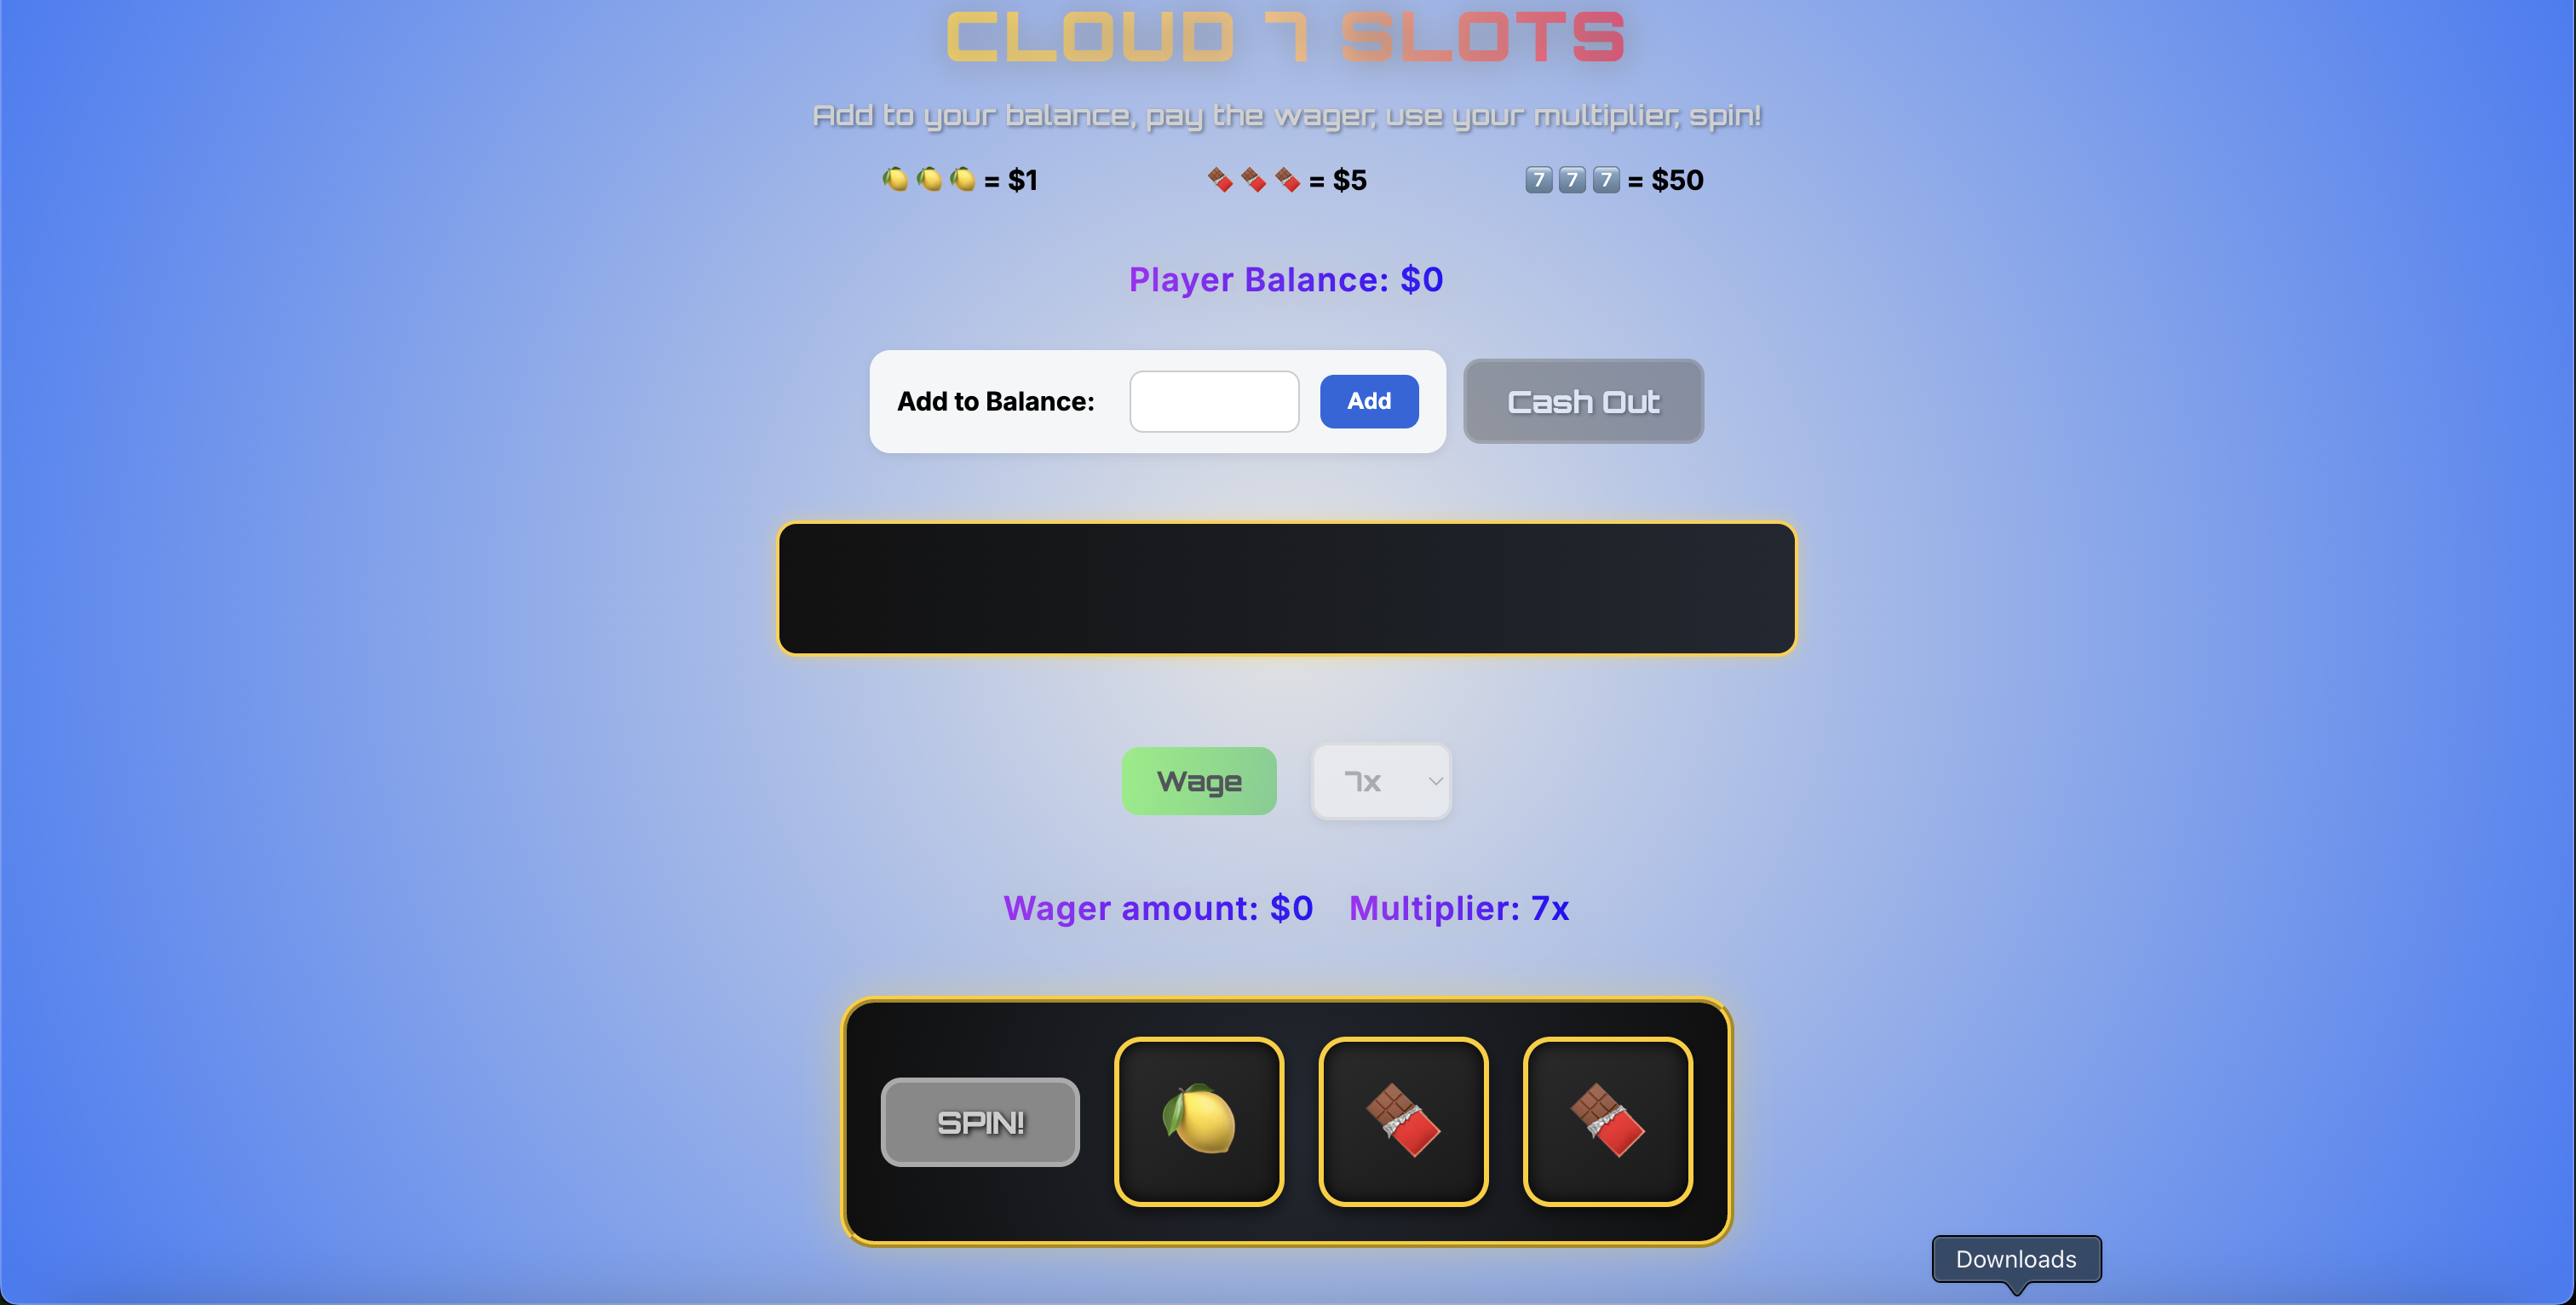 CLOUD 7 SLOTS
Add to your balance, pay the wager, use your multiplier, spin!
🍋 🍋 🍋 = $1 🍫 🍫 🍫 = $5 7️⃣ 7️⃣ 7️⃣ = $50
Player Balance: $0
Add to Balance: Add Cash Out
Wage 7x
Wager amount: $0 Multiplier: 7x
SPIN!
Downloads